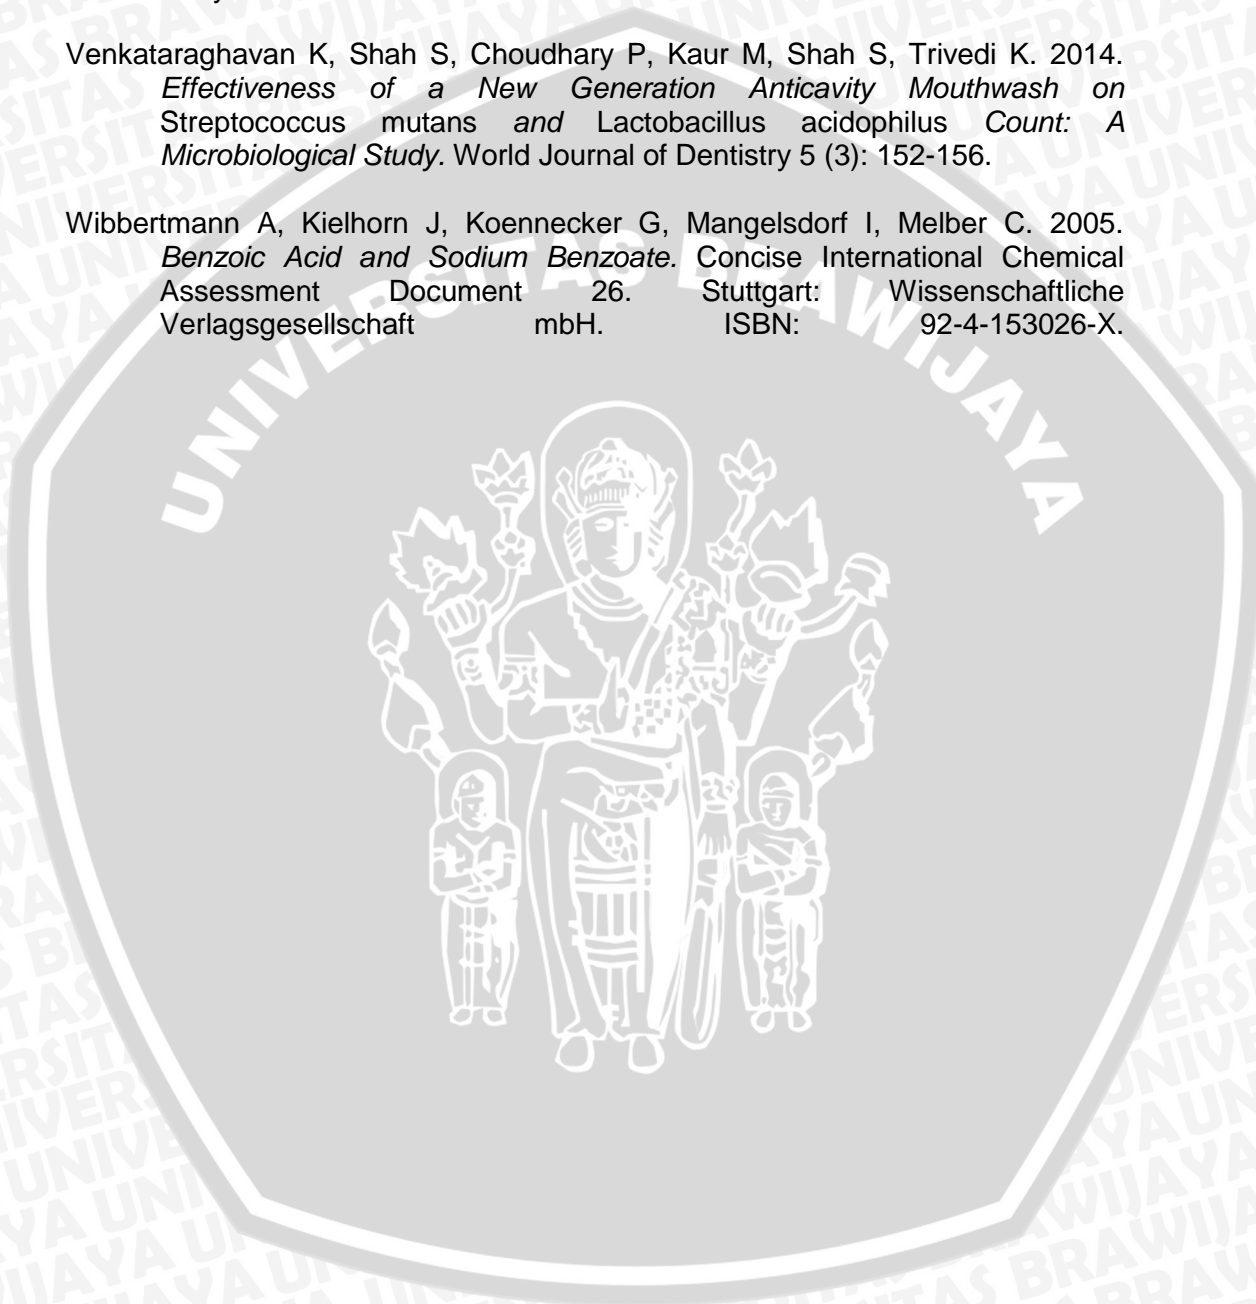 Venkataraghavan K, Shah S, Choudhary P, Kaur M, Shah S, Trivedi K. 2014.
Effectiveness of a New Generation Anticavity Mouthwash on
Streptococcus mutans and Lactobacillus acidophilus Count: A
Microbiological Study. World Journal of Dentistry 5 (3): 152-156.
Wibbertmann A, Kielhorn J, Koennecker G, Mangelsdorf I, Melber C. 2005.
Benzoic Acid and Sodium Benzoate. Concise International Chemical
Assessment Document 26. Stuttgart: Wissenschaftliche
Verlagsgesellschaft mbH. ISBN: 92-4-153026-X.
UNIVERSITAS BRAWIJAYA